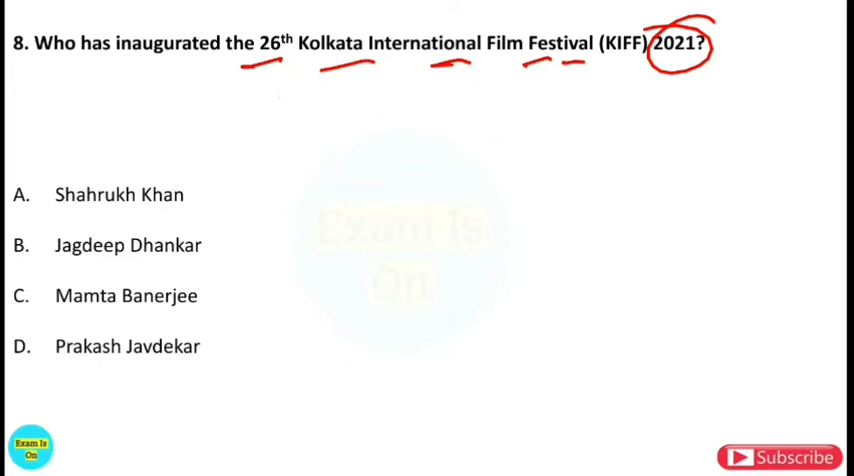 8. Who has inaugurated the 26th Kolkata International Film Festival (KIFF) 2021?
Exam Is
On
A. Shahrukh Khan
B. Jagdeep Dhankar
C. Mamta Banerjee
D. Prakash Javdekar
Exam Is
On
Subscribe